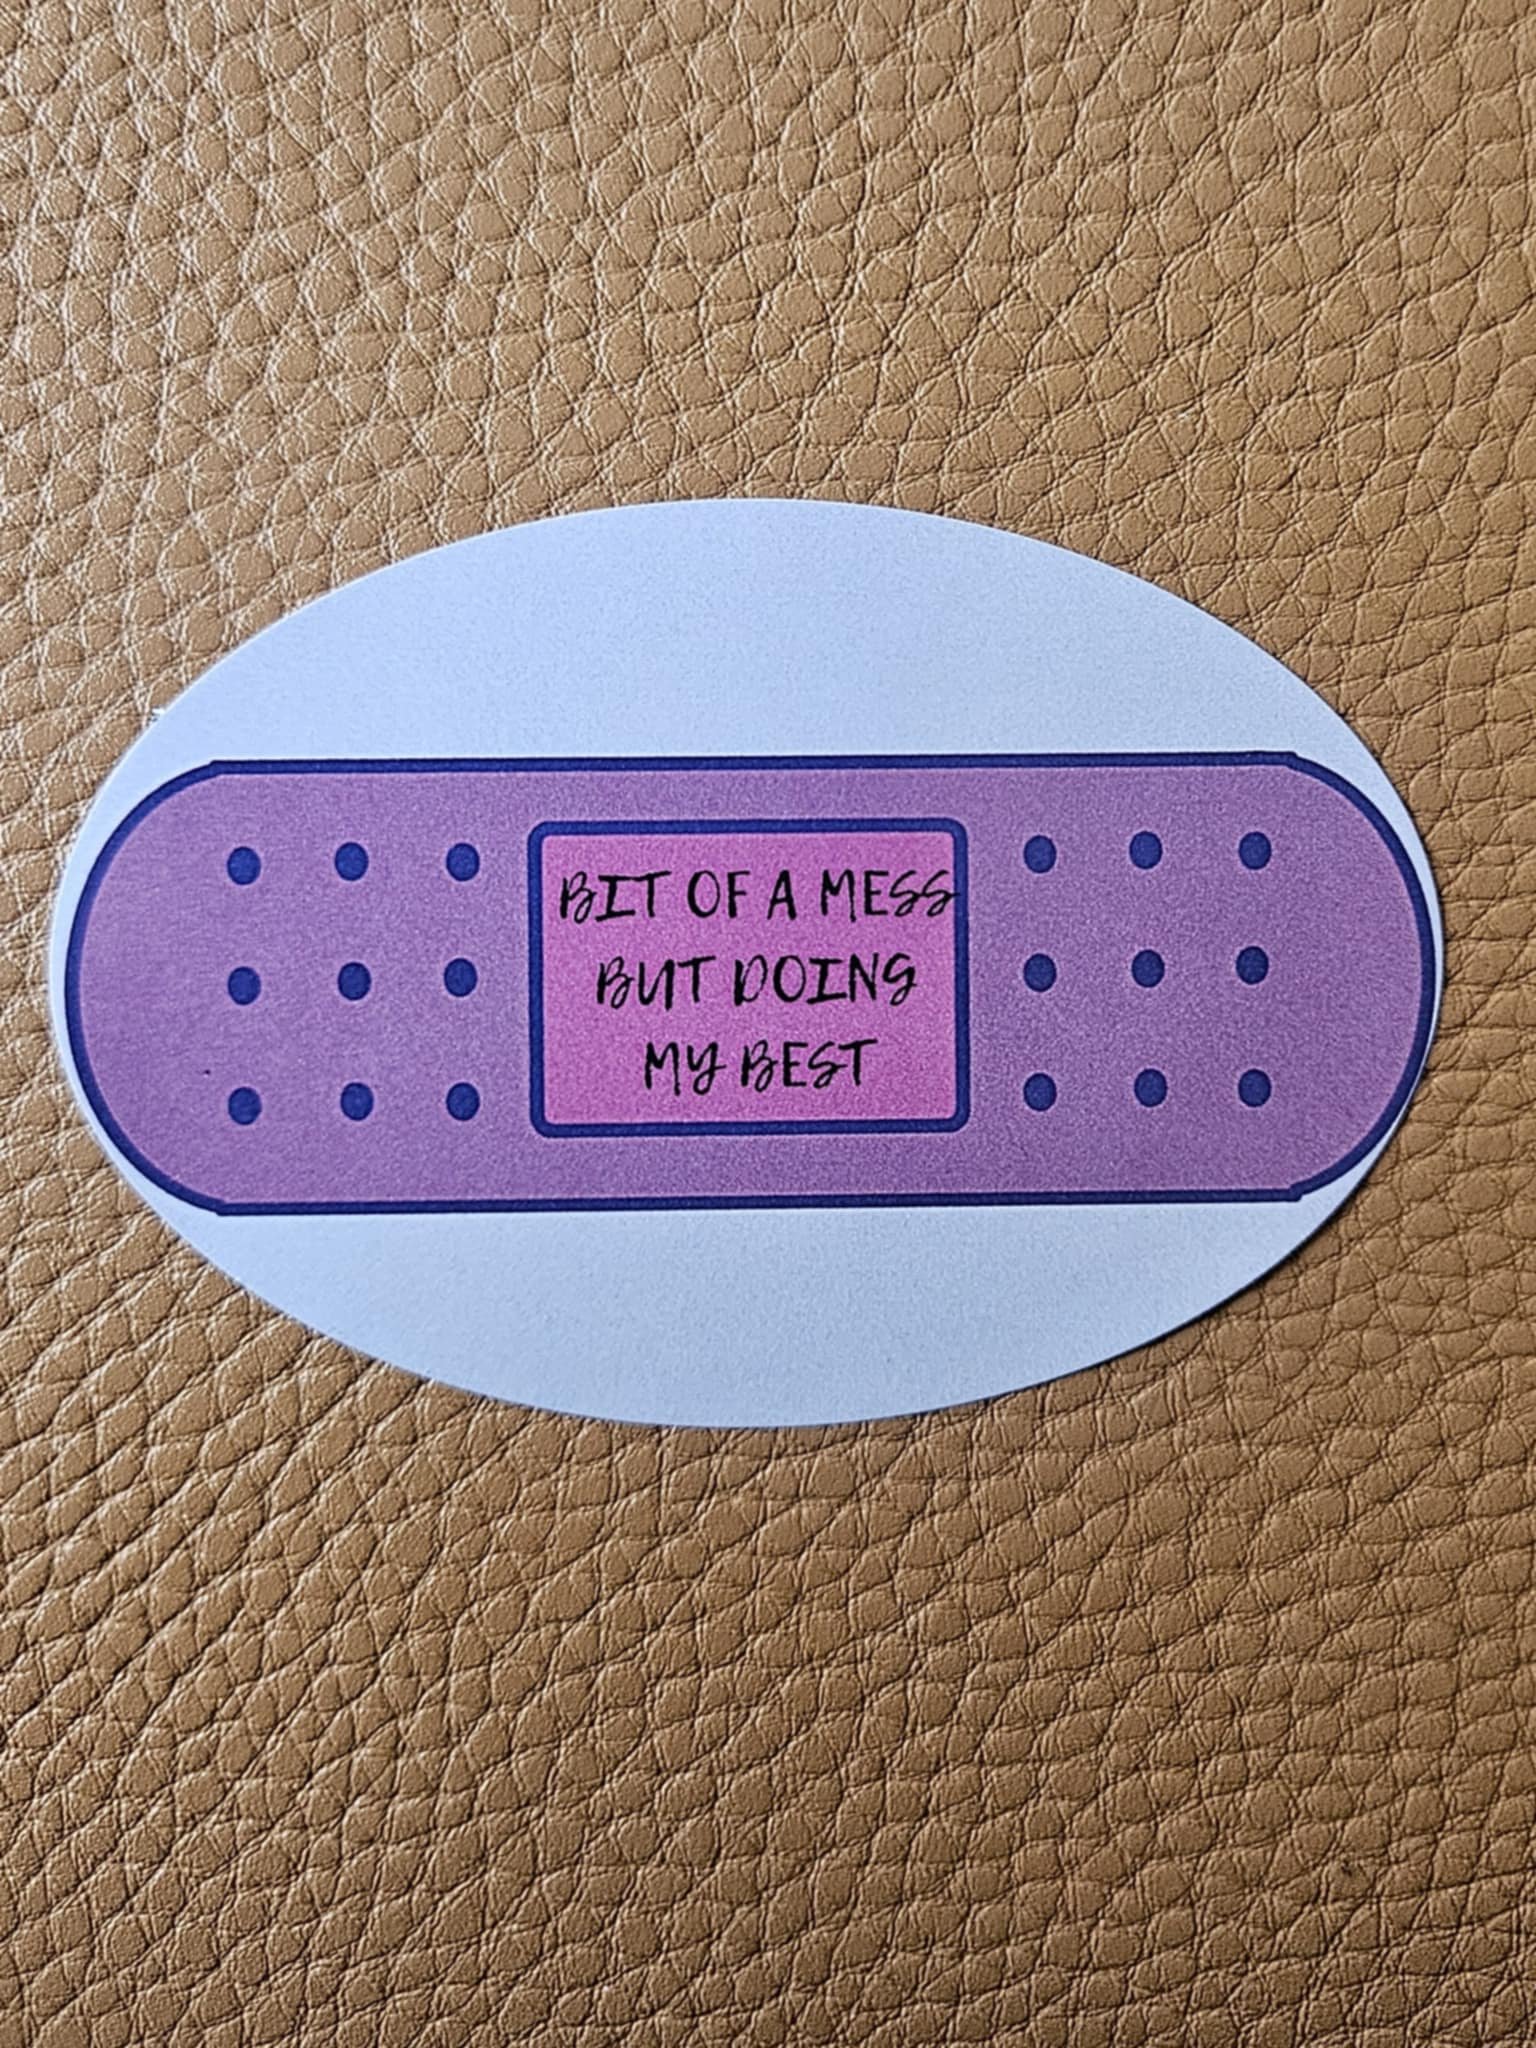 BIT OF A MESS
BUT DOING
MY BEST